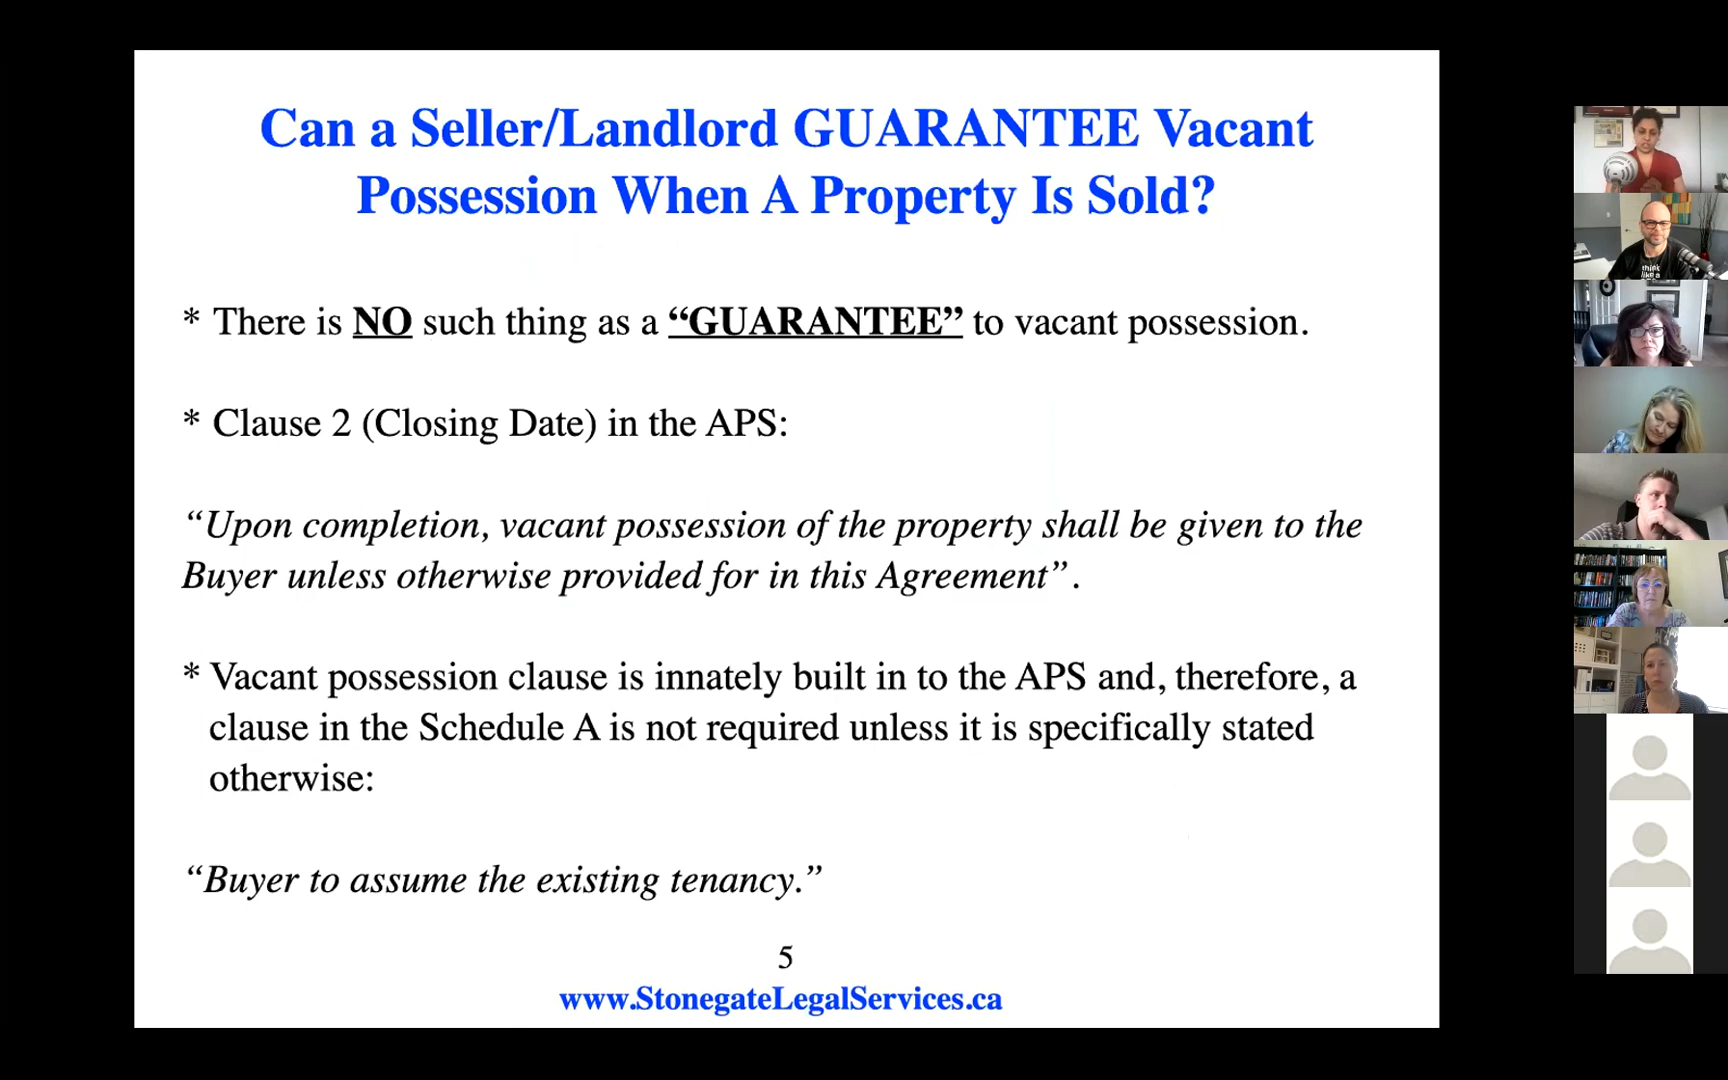 Can a Seller/Landlord GUARANTEE Vacant
Possession When A Property Is Sold?
* There is NO such thing as a “GUARANTEE” to vacant possession.
* Clause 2 (Closing Date) in the APS:
“Upon completion, vacant possession of the property shall be given to the
Buyer unless otherwise provided for in this Agreement”.
* Vacant possession clause is innately built in to the APS and, therefore, a
clause in the Schedule A is not required unless it is specifically stated
otherwise:
“Buyer to assume the existing tenancy.”
5
www.StonegateLegalServices.ca
think
like a